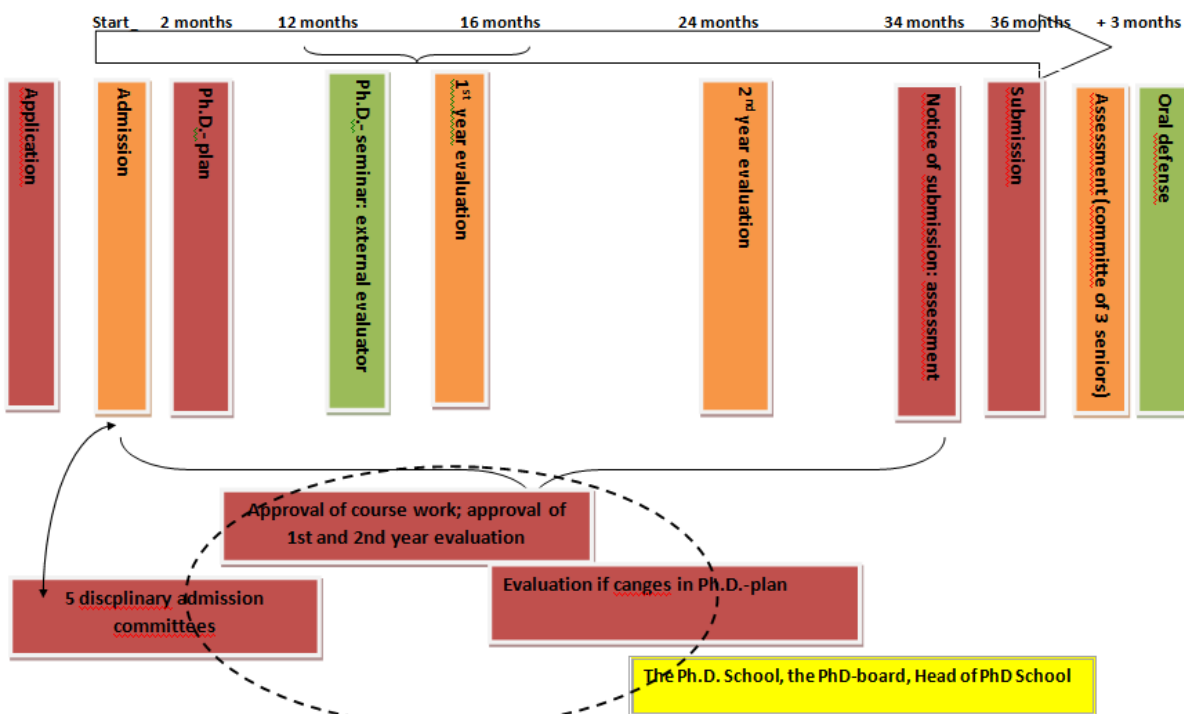 Start_ 2 months 12 months 16 months 24 months 34 months 36 months + 3 months
Application
Admission
Ph.D.- plan
Ph.D.- seminar: external evaluator
1st year evaluation
2nd year evaluation
Notice of submission: assessment
Submission
Assessment (committe of 3 seniors)
Oral defense
Approval of course work; approval of
1st and 2nd year evaluation
Evaluation if canges in Ph.D.-plan
5 discplinary admission
committees
The Ph.D. School, the PhD-board, Head of PhD School